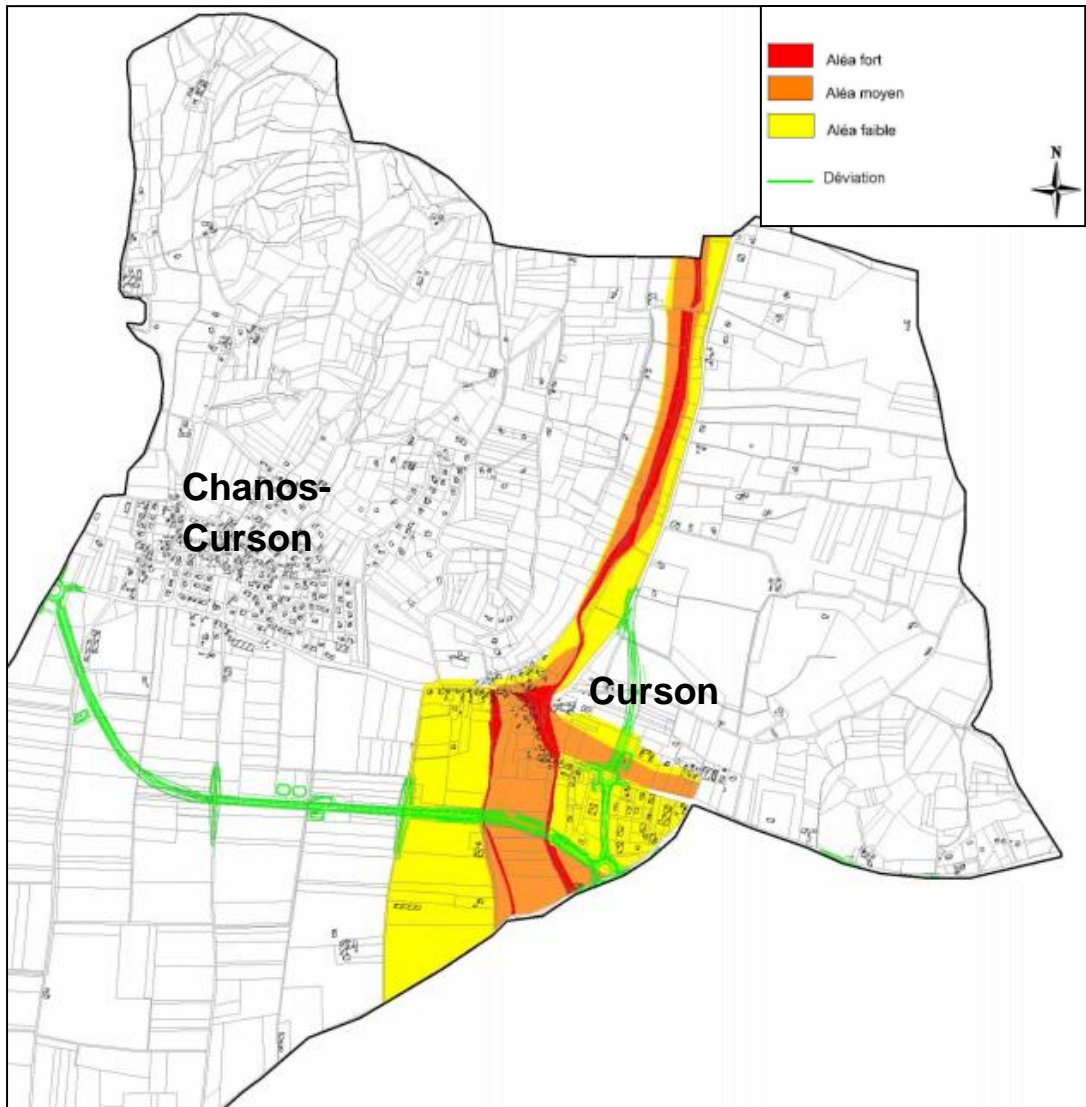 Aléa fort
Aléa moyen
Aléa faible
Déviation
N
Chanos-
Curson
Curson